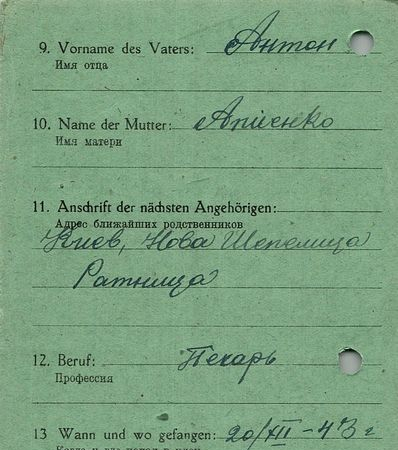 9. Vorname des Vaters: Антон
Имя отца
10. Name der Mutter: Апиенко
Имя матери
11. Anschrift der nächsten Angehörigen:
Адрес ближайших родственников
Киев, Нова Шепелица
Ратница
12. Beruf: Пекарь
Профессия
13 Wann und wo gefangen: 20/XII - 43 г